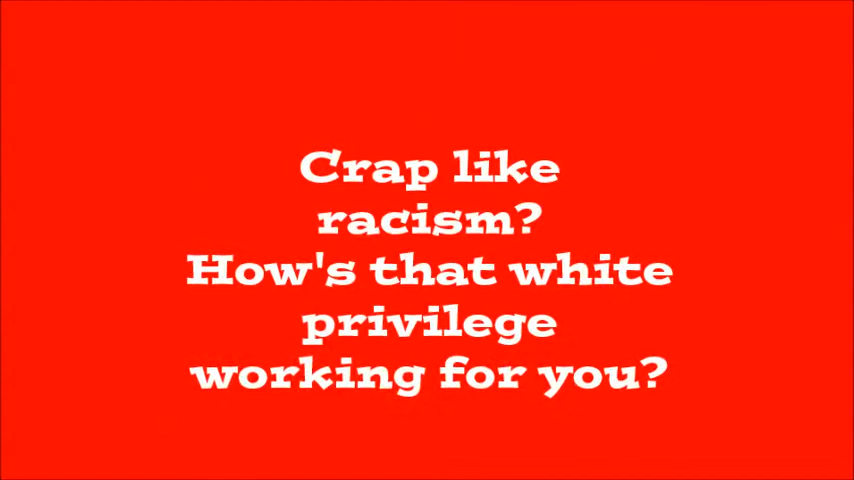 Crap like
racism?
How's that white
privilege
working for you?